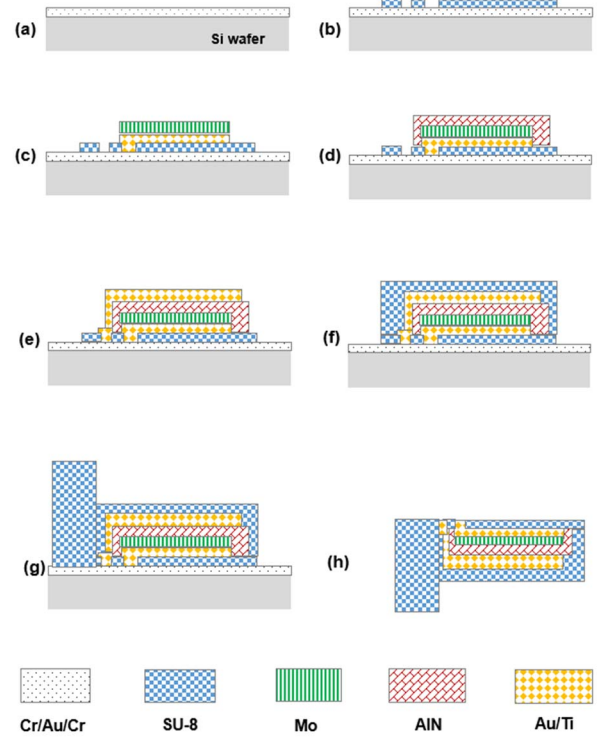 (a)
Si wafer
(b)
(c)
(d)
(e)
(f)
(g)
(h)
Cr/Au/Cr
SU-8
Mo
AlN
Au/Ti